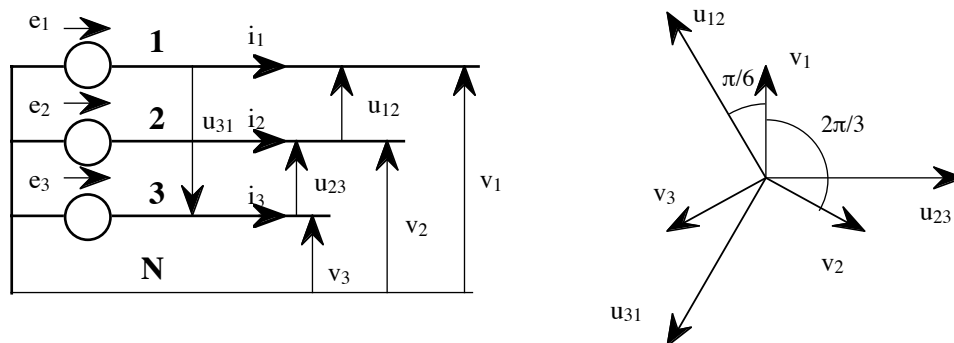 e₁
1
i₁
e₂
2
u₃₁
i₂
u₁₂
e₃
3
i₃
u₂₃
v₁
v₂
N
v₃
u₁₂
v₁
π/6
2π/3
v₃
u₂₃
v₂
u₃₁